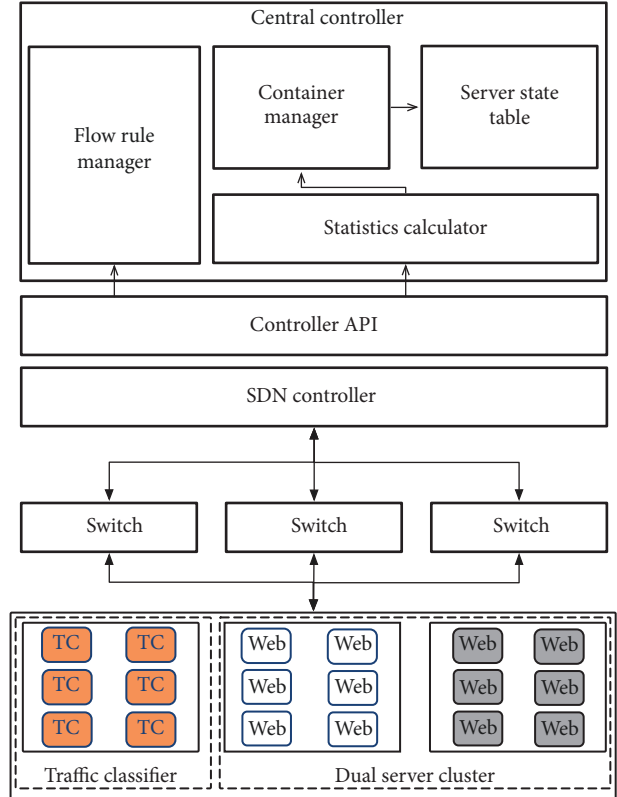 Central controller
Flow rule
manager
Container
manager
Server state
table
Statistics calculator
Controller API
SDN controller
Switch
Switch
Switch
TC TC Web Web Web Web
TC TC Web Web Web Web
TC TC Web Web Web Web
Traffic classifier
Dual server cluster